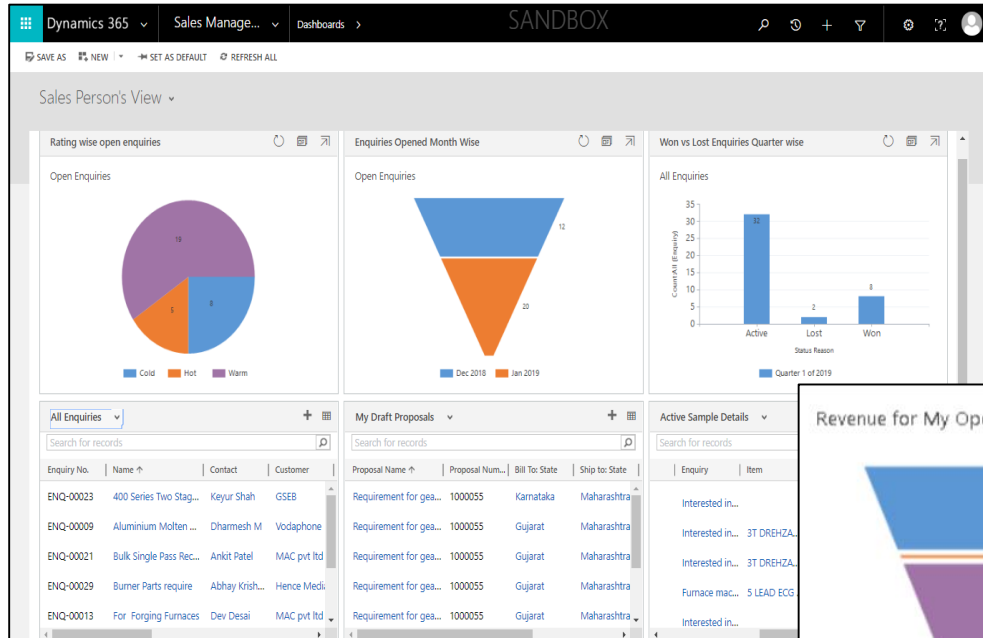 Dynamics 365 Sales Manage... Dashboards > SANDBOX
SAVE AS NEW SET AS DEFAULT REFRESH ALL
Sales Person's View
Rating wise open enquiries
Open Enquiries
19
5
8
Cold Hot Warm
Enquiries Opened Month Wise
Open Enquiries
12
20
Dec 2018 Jan 2019
Won vs Lost Enquiries Quarter wise
All Enquiries
35
30
25
20
15
10
5
0
CountAll (Enquiry)
32
2
8
Active Lost Won
Status Reason
Quarter 1 of 2019
All Enquiries
Search for records
Enquiry No. Name ↑ Contact Customer
ENQ-00023 400 Series Two Stag... Keyur Shah GSEB
ENQ-00009 Aluminium Molten ... Dharmesh M Vodaphone
ENQ-00021 Bulk Single Pass Rec... Ankit Patel MAC pvt ltd
ENQ-00029 Burner Parts require Abhay Krish... Hence Medi
ENQ-00013 For Forging Furnaces Dev Desai MAC pvt ltd
My Draft Proposals
Search for records
Proposal Name ↑ Proposal Num... Bill To: State Ship to: State
Requirement for gea... 1000055 Karnataka Maharashtra
Requirement for gea... 1000055 Gujarat Maharashtra
Requirement for gea... 1000055 Gujarat Maharashtra
Requirement for gea... 1000055 Gujarat Maharashtra
Requirement for gea... 1000055 Gujarat Maharashtra
Active Sample Details
Search for records
Enquiry Item
Interested in...
Interested in... 3T DREHZA...
Interested in... 3T DREHZA...
Furnace mac... 5 LEAD ECG
Interested in...
Revenue for My Op